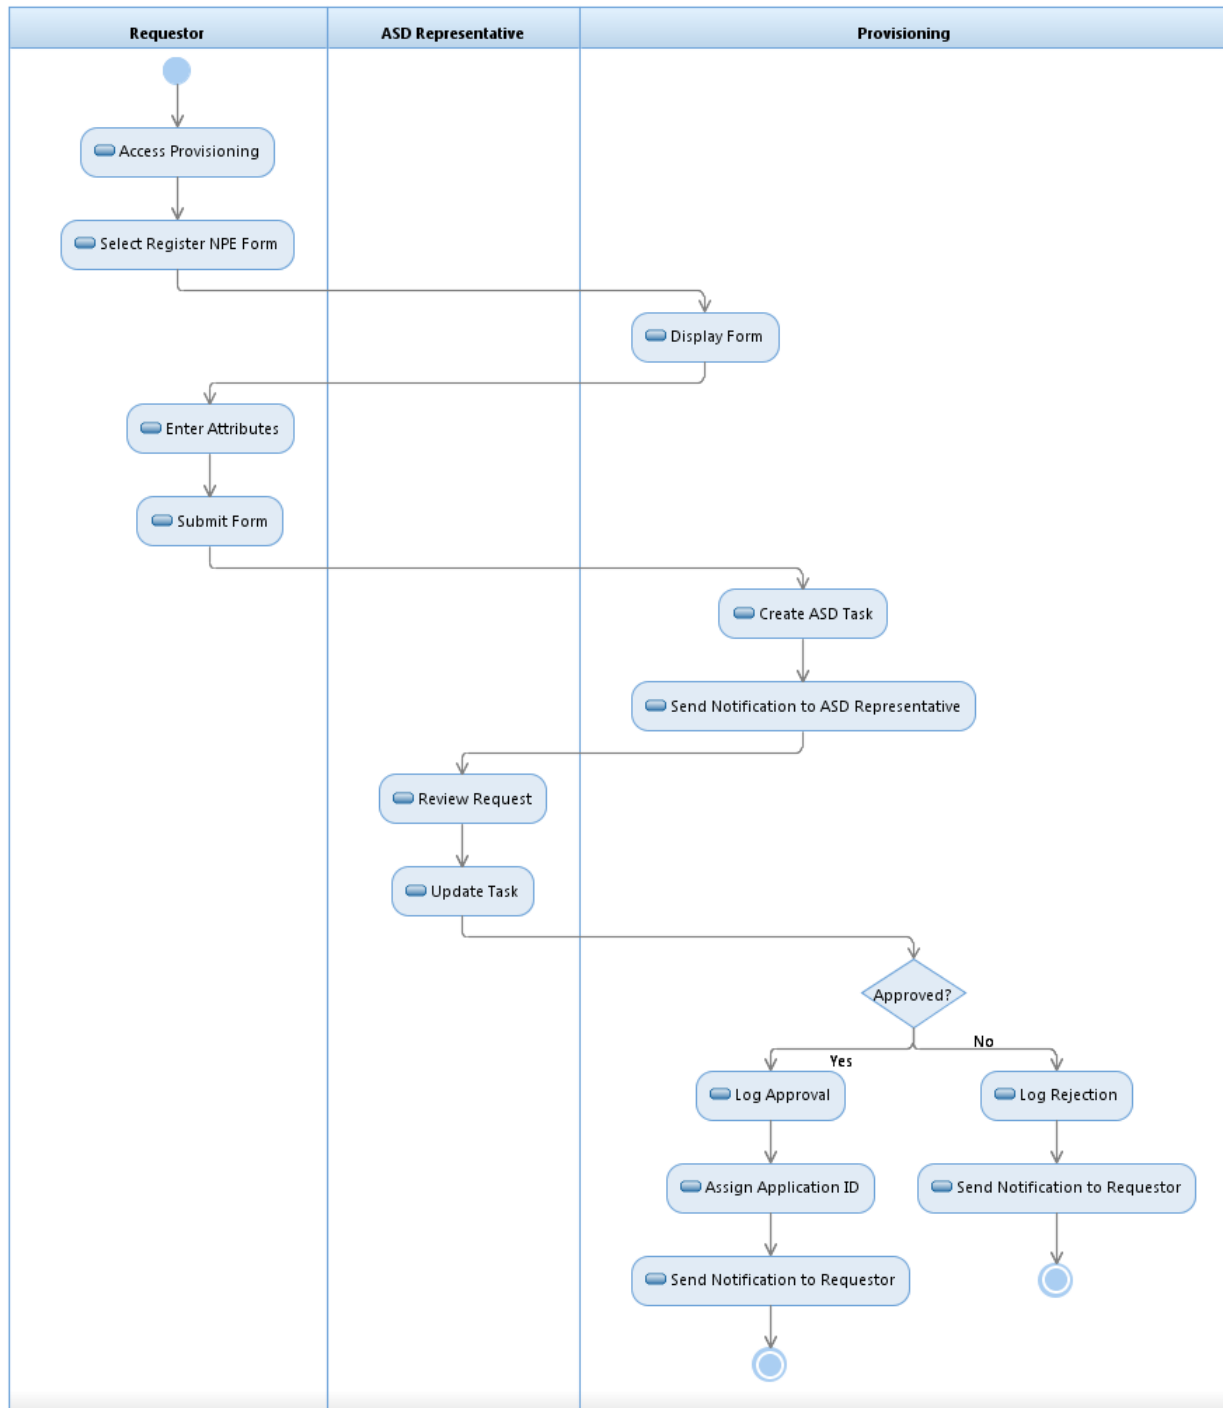 Requestor
ASD Representative
Provisioning
Access Provisioning
Select Register NPE Form
Display Form
Enter Attributes
Submit Form
Create ASD Task
Send Notification to ASD Representative
Review Request
Update Task
Approved?
Yes
No
Log Approval
Log Rejection
Assign Application ID
Send Notification to Requestor
Send Notification to Requestor